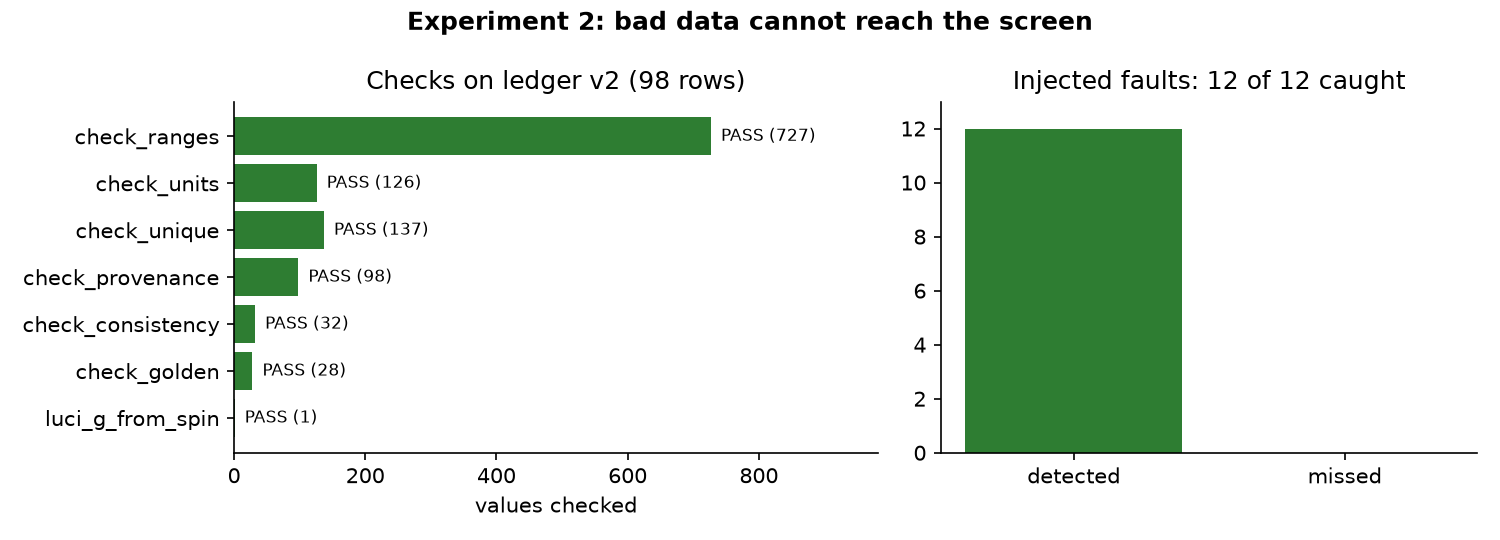 Experiment 2: bad data cannot reach the screen
Checks on ledger v2 (98 rows)
check_ranges PASS (727)
check_units PASS (126)
check_unique PASS (137)
check_provenance PASS (98)
check_consistency PASS (32)
check_golden PASS (28)
luci_g_from_spin PASS (1)
0 200 400 600 800
values checked
Injected faults: 12 of 12 caught
12
10
8
6
4
2
0
detected missed